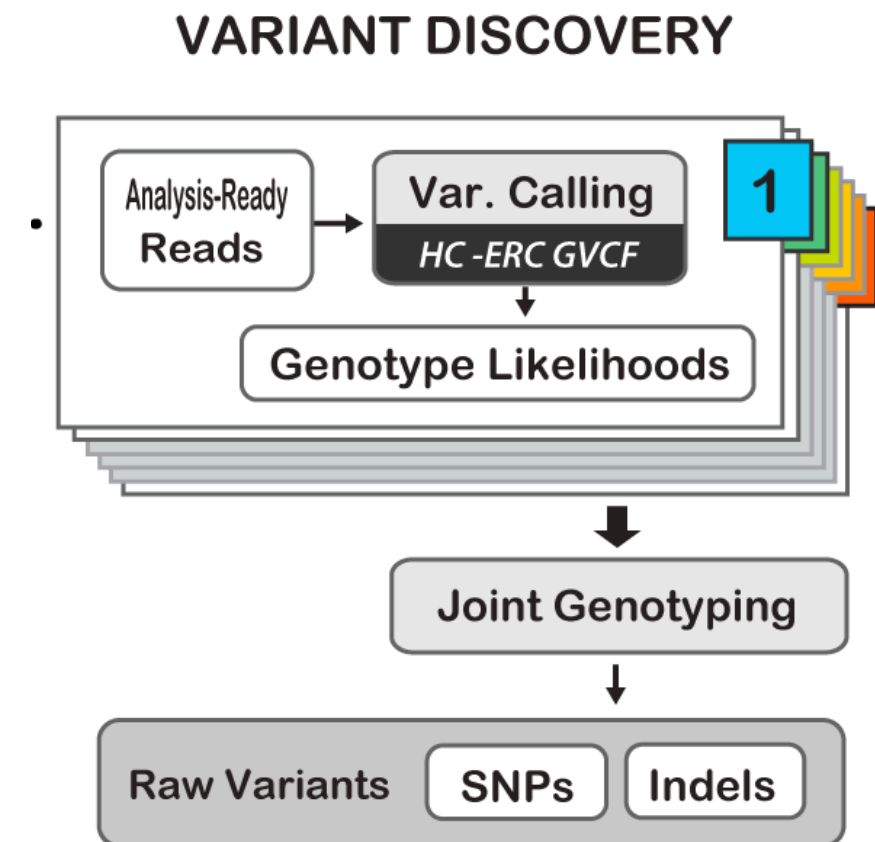 VARIANT DISCOVERY
Analysis-Ready
Reads
Var. Calling
HC -ERC GVCF
1
Genotype Likelihoods
Joint Genotyping
Raw Variants
SNPs
Indels